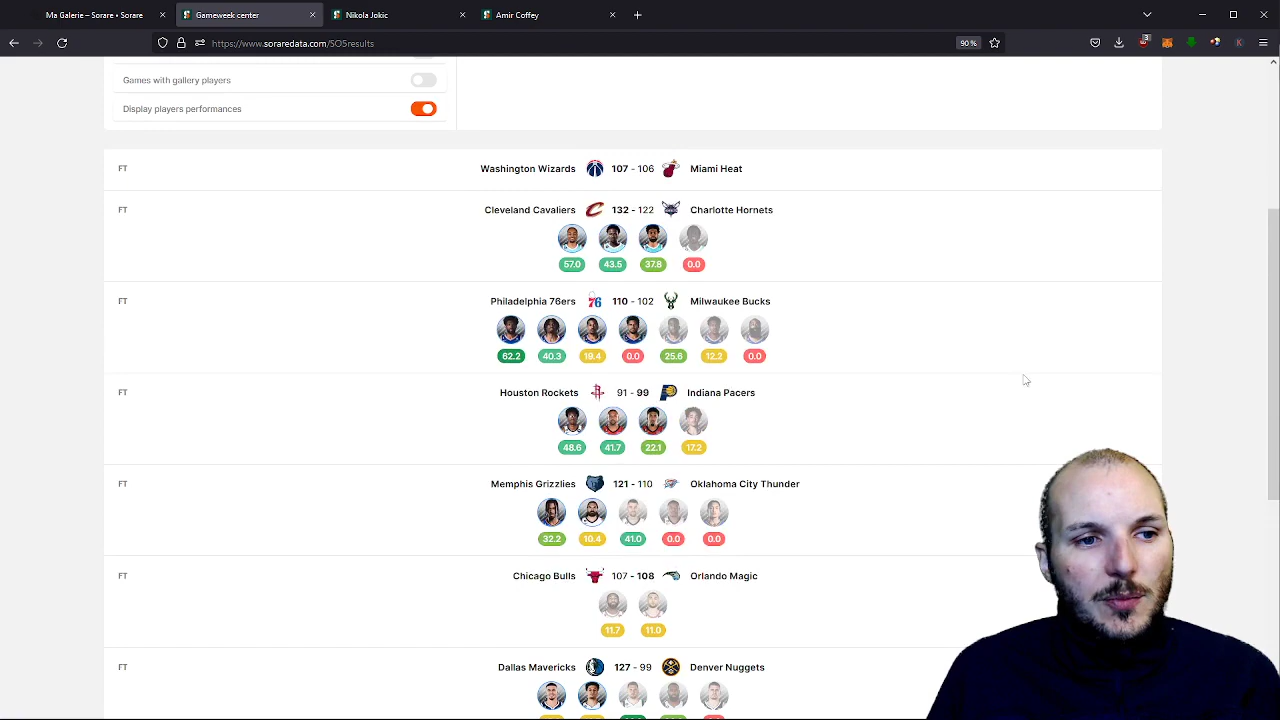 Ma Galerie – Sorare • Sorare
Gameweek center
Nikola Jokic
Amir Coffey
https://www.soraredata.com/SO5results
90 %
Games with gallery players
Display players performances
FT Washington Wizards 107 - 106 Miami Heat
FT Cleveland Cavaliers 132 - 122 Charlotte Hornets
57.0 43.5 37.8 0.0
FT Philadelphia 76ers 110 - 102 Milwaukee Bucks
62.2 40.3 19.4 0.0 25.6 12.2 0.0
FT Houston Rockets 91 - 99 Indiana Pacers
48.6 41.7 22.1 17.2
FT Memphis Grizzlies 121 - 110 Oklahoma City Thunder
32.2 10.4 41.0 0.0 0.0
FT Chicago Bulls 107 - 108 Orlando Magic
11.7 11.0
FT Dallas Mavericks 127 - 99 Denver Nuggets